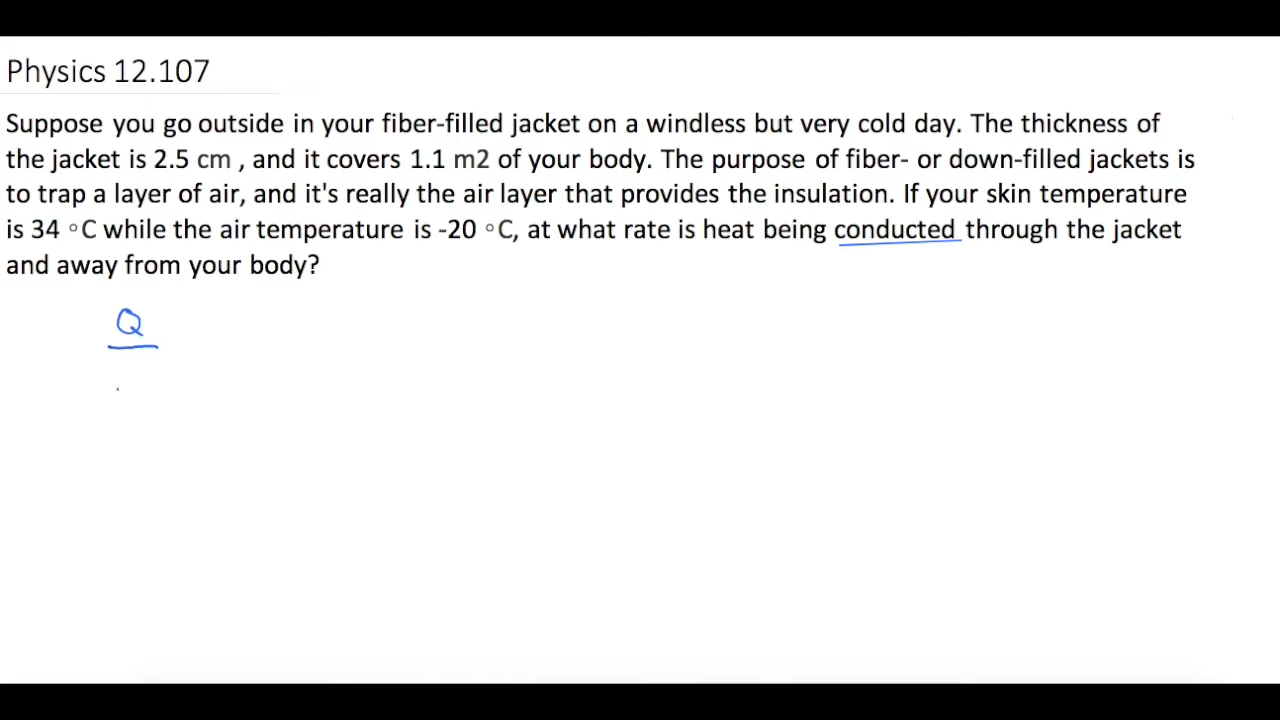 Physics 12.107
Suppose you go outside in your fiber-filled jacket on a windless but very cold day. The thickness of
the jacket is 2.5 cm , and it covers 1.1 m2 of your body. The purpose of fiber- or down-filled jackets is
to trap a layer of air, and it's really the air layer that provides the insulation. If your skin temperature
is 34 ∘C while the air temperature is -20 ∘C, at what rate is heat being conducted through the jacket
and away from your body?
Q